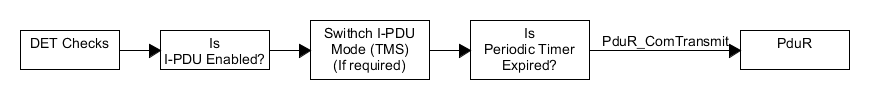 DET Checks
Is
I-PDU Enabled?
Swithch I-PDU
Mode (TMS)
(If required)
Is
Periodic Timer
Expired?
PduR_ComTransmit
PduR